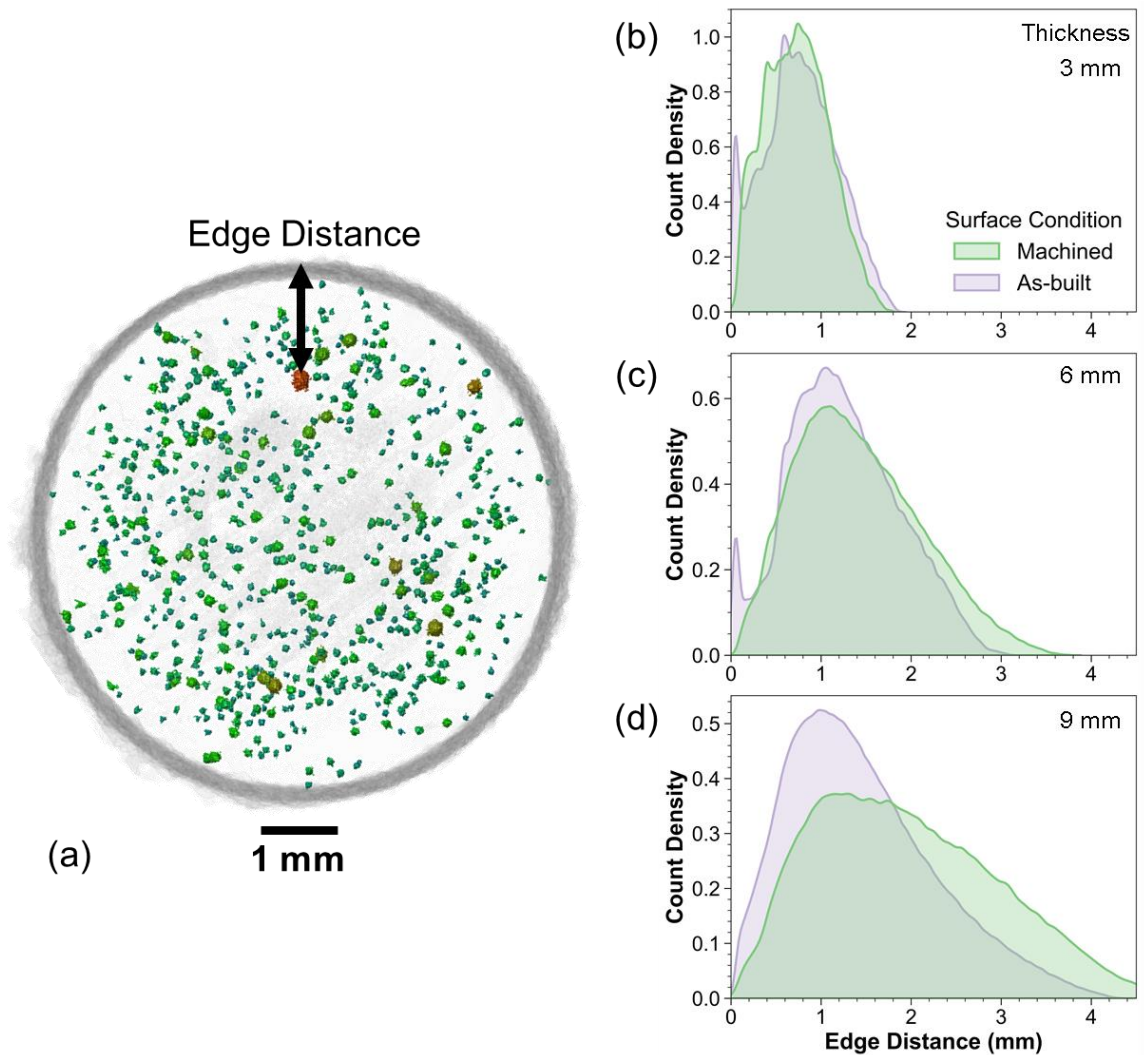 Edge Distance
(a)
1 mm
(b)
Thickness
3 mm
Count Density
1.0
0.8
0.6
0.4
0.2
0.0
0
1
2
3
4
Surface Condition
Machined
As-built
(c)
6 mm
Count Density
0.6
0.4
0.2
0.0
0
1
2
3
4
(d)
9 mm
Count Density
0.5
0.4
0.3
0.2
0.1
0.0
0
1
2
3
4
Edge Distance (mm)